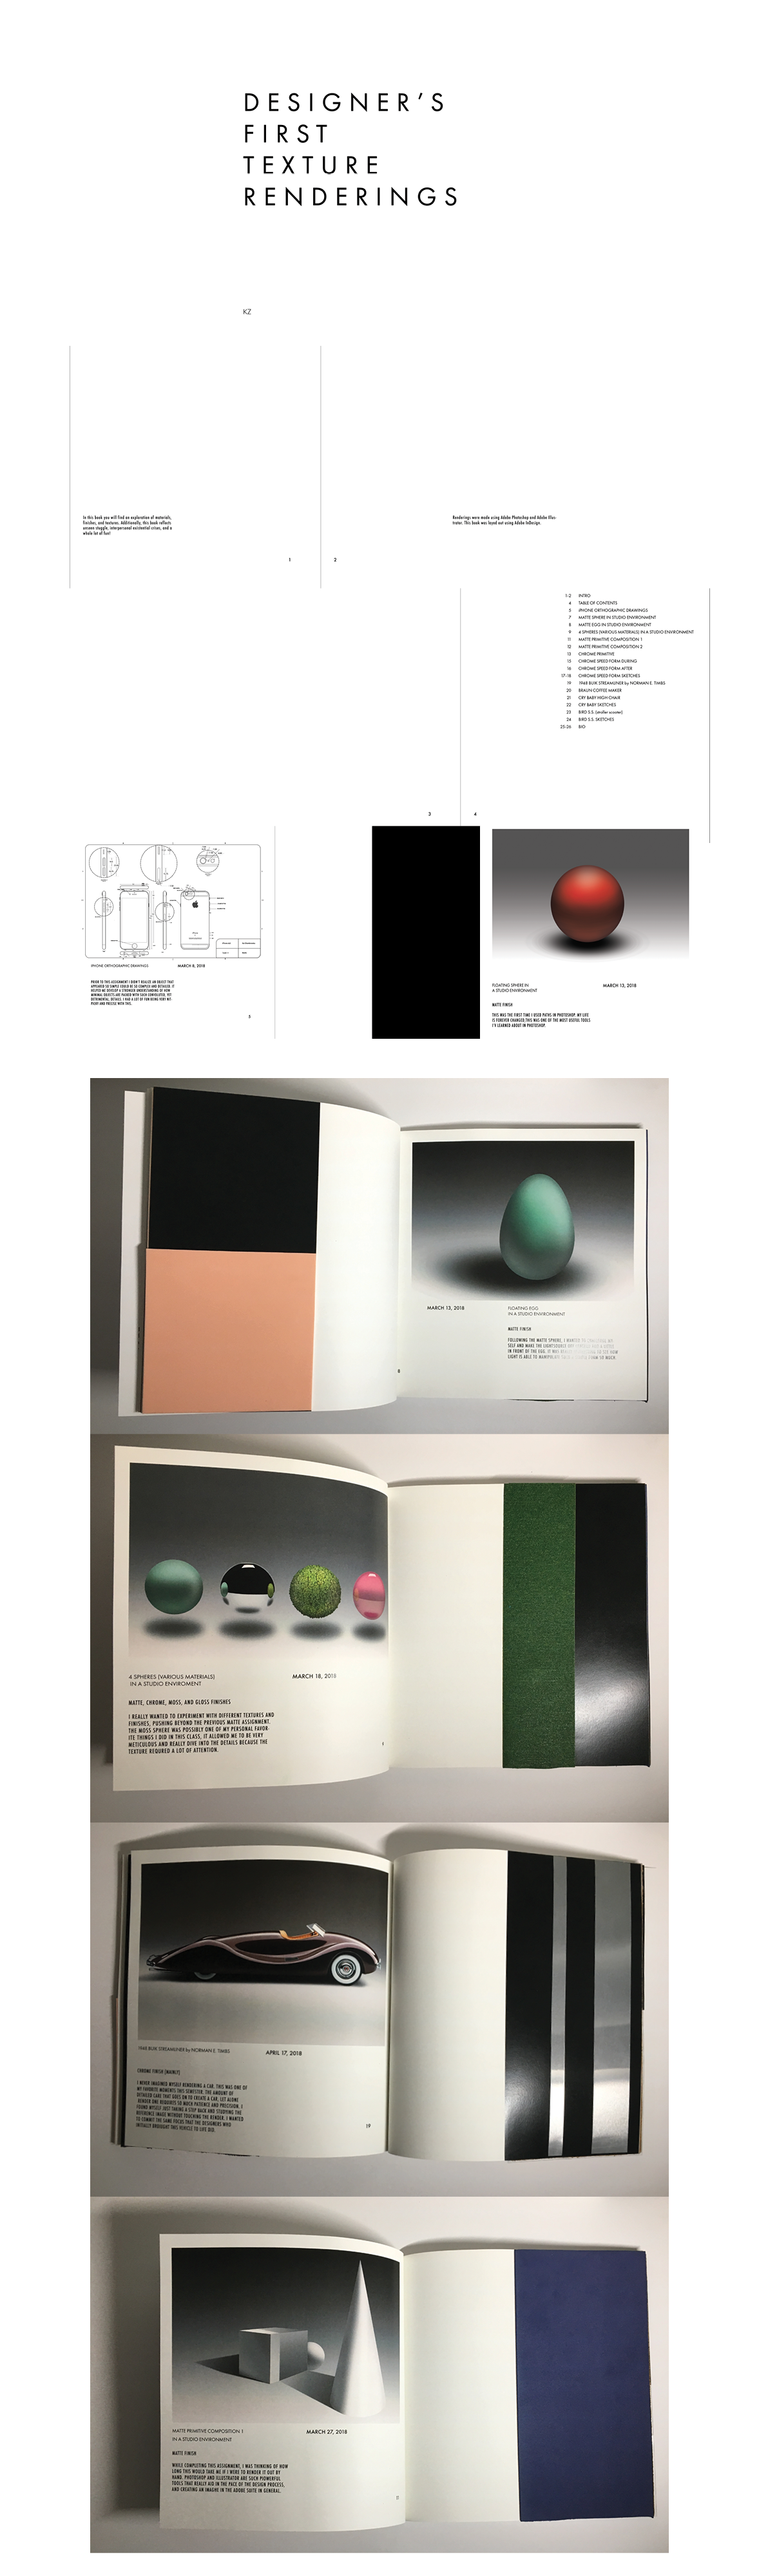 DESIGNER'S
FIRST
TEXTURE
RENDERINGS
KZ
In this book you will find an exploration of materials,
finishes, and textures. Additionally, this book reflects
unseen stuggle, interpersonal existential crises, and a
whole lot of fun!
1
2
Renderings were made using Adobe Photoshop and Adobe Illus-
trator. This book was layed out using Adobe InDesign.
1-2 INTRO
4 TABLE OF CONTENTS
5 iPHONE ORTHOGRAPHIC DRAWINGS
7 MATTE SPHERE IN STUDIO ENVIRONMENT
8 MATTE EGG IN STUDIO ENVIROMENT
9 4 SPHERES (VARIOUS MATERIALS) IN A STUDIO ENVIRONMENT
11 MATTE PRIMITIVE COMPOSITION 1
12 MATTE PRIMITIVE COMPOSITION 2
13 CHROME PRIMITIVE
15 CHROME SPEED FORM DURING
16 CHROME SPEED FORM AFTER
17-18 CHROME SPEED FORM SKETCHES
19 1948 BUIK STREAMLINER by NORMAN E. TIMBS
20 BRAUN COFFEE MAKER
21 CRY BABY HIGH CHAIR
22 CRY BABY SKETCHES
23 BIRD S.S. (stroller scooter)
24 BIRD S.S. SKETCHES
25-26 BIO
3
4
iPHONE ORTHOGRAPHIC DRAWINGS
MARCH 8, 2018
PRIOR TO THIS ASSIGNMENT I DIDN'T REALIZE AN OBJECT THAT
APPEARED SO SIMPLE COULD BE SO COMPLEX AND DETAILED. IT
HELPED ME DEVELOP A STRONGER UNDERSTANDING OF HOW
MINIMAL OBJECTS ARE PACKED WITH SUCH CONVOLUTED, YET
DETRIMENTAL, DETAILS. I HAD A LOT OF FUN BEING VERY NIT-
PICKY AND PRECISE WITH THIS.
5
FLOATING SPHERE IN
A STUDIO ENVIRONMENT
MARCH 13, 2018
MATTE FINISH
THIS WAS THE FIRST TIME I USED PATHS IN PHOTOSHOP. MY LIFE
IS FOREVER CHANGED. THIS WAS ONE OF THE MOST USEFUL TOOLS
I'V LEARNED ABOUT IN PHOTOSHOP.
MARCH 13, 2018
FLOATING EGG
IN A STUDIO ENVIRONMENT
MATTE FINISH
FOLLOWING THE MATTE SPHERE, I WANTED TO CHALLENGE MY
SELF AND MAKE THE LIGHTSOURCE
IN FRONT OF THE EGG. IT WAS TO SEE HOW
LIGHT IS ABLE TO MANIPULATE FORM SO MUCH.
8
4 SPHERES (VARIOUS MATERIALS)
IN A STUDIO ENVIROMENT
MARCH 18, 2018
MATTE, CHROME, MOSS, AND GLOSS FINISHES
I REALLY WANTED TO EXPERIMENT WITH DIFFERENT TEXTURES AND
FINISHES, PUSHING BEYOND THE PREVIOUS MATTE ASSIGNMENT.
THE MOSS SPHERE WAS POSSIBLY ONE OF MY PERSONAL FAVOR-
ITE THINGS I DID IN THIS CLASS, IT ALLOWED ME TO BE VERY
METICULOUS AND REALLY DIVE INTO THE DETAILS BECAUSE THE
TEXTURE REQUIRED A LOT OF ATTENTION.
1948 BUIK STREAMLINER by NORMAN E. TIMBS
APRIL 17, 2018
CHROME FINISH (MAINLY)
I NEVER IMAGINED MYSELF RENDERING A CAR. THIS WAS ONE OF
MY FAVORITE MOMENTS THIS SEMESTER. THE AMOUNT OF
DETAILED CARE THAT GOES ON TO CREATE A CAR, LET ALONE
RENDER ONE REQUIRES SO MUCH PATIENCE AND PRECISION. I
FOUND MYSELF JUST TAKING A STEP BACK AND STUDYING THE
REFERENCE IMAGE WITHOUT TOUCHING THE RENDER. I WANTED
TO COMMIT THE SAME FOCUS THAT THE DESIGNERS WHO
INITIALLY BROUGHT THIS VEHICLE TO LIFE DID.
19
MATTE PRIMITIVE COMPOSITION 1
IN A STUDIO ENVIRONMENT
MARCH 27, 2018
MATTE FINISH
WHILE COMPLETING THIS ASSIGNMENT, I WAS THINKING OF HOW
LONG THIS WOULD TAKE ME IF I WERE TO RENDER IT OUT BY
HAND. PHOTOSHOP AND ILLUSTRATOR ARE SUCH POWERFUL
TOOLS THAT REALLY AID IN THE PACE OF THE DESIGN PROCESS,
AND CREATING AN IMAGHE IN THE ADOBE SUITE IN GENERAL.
11